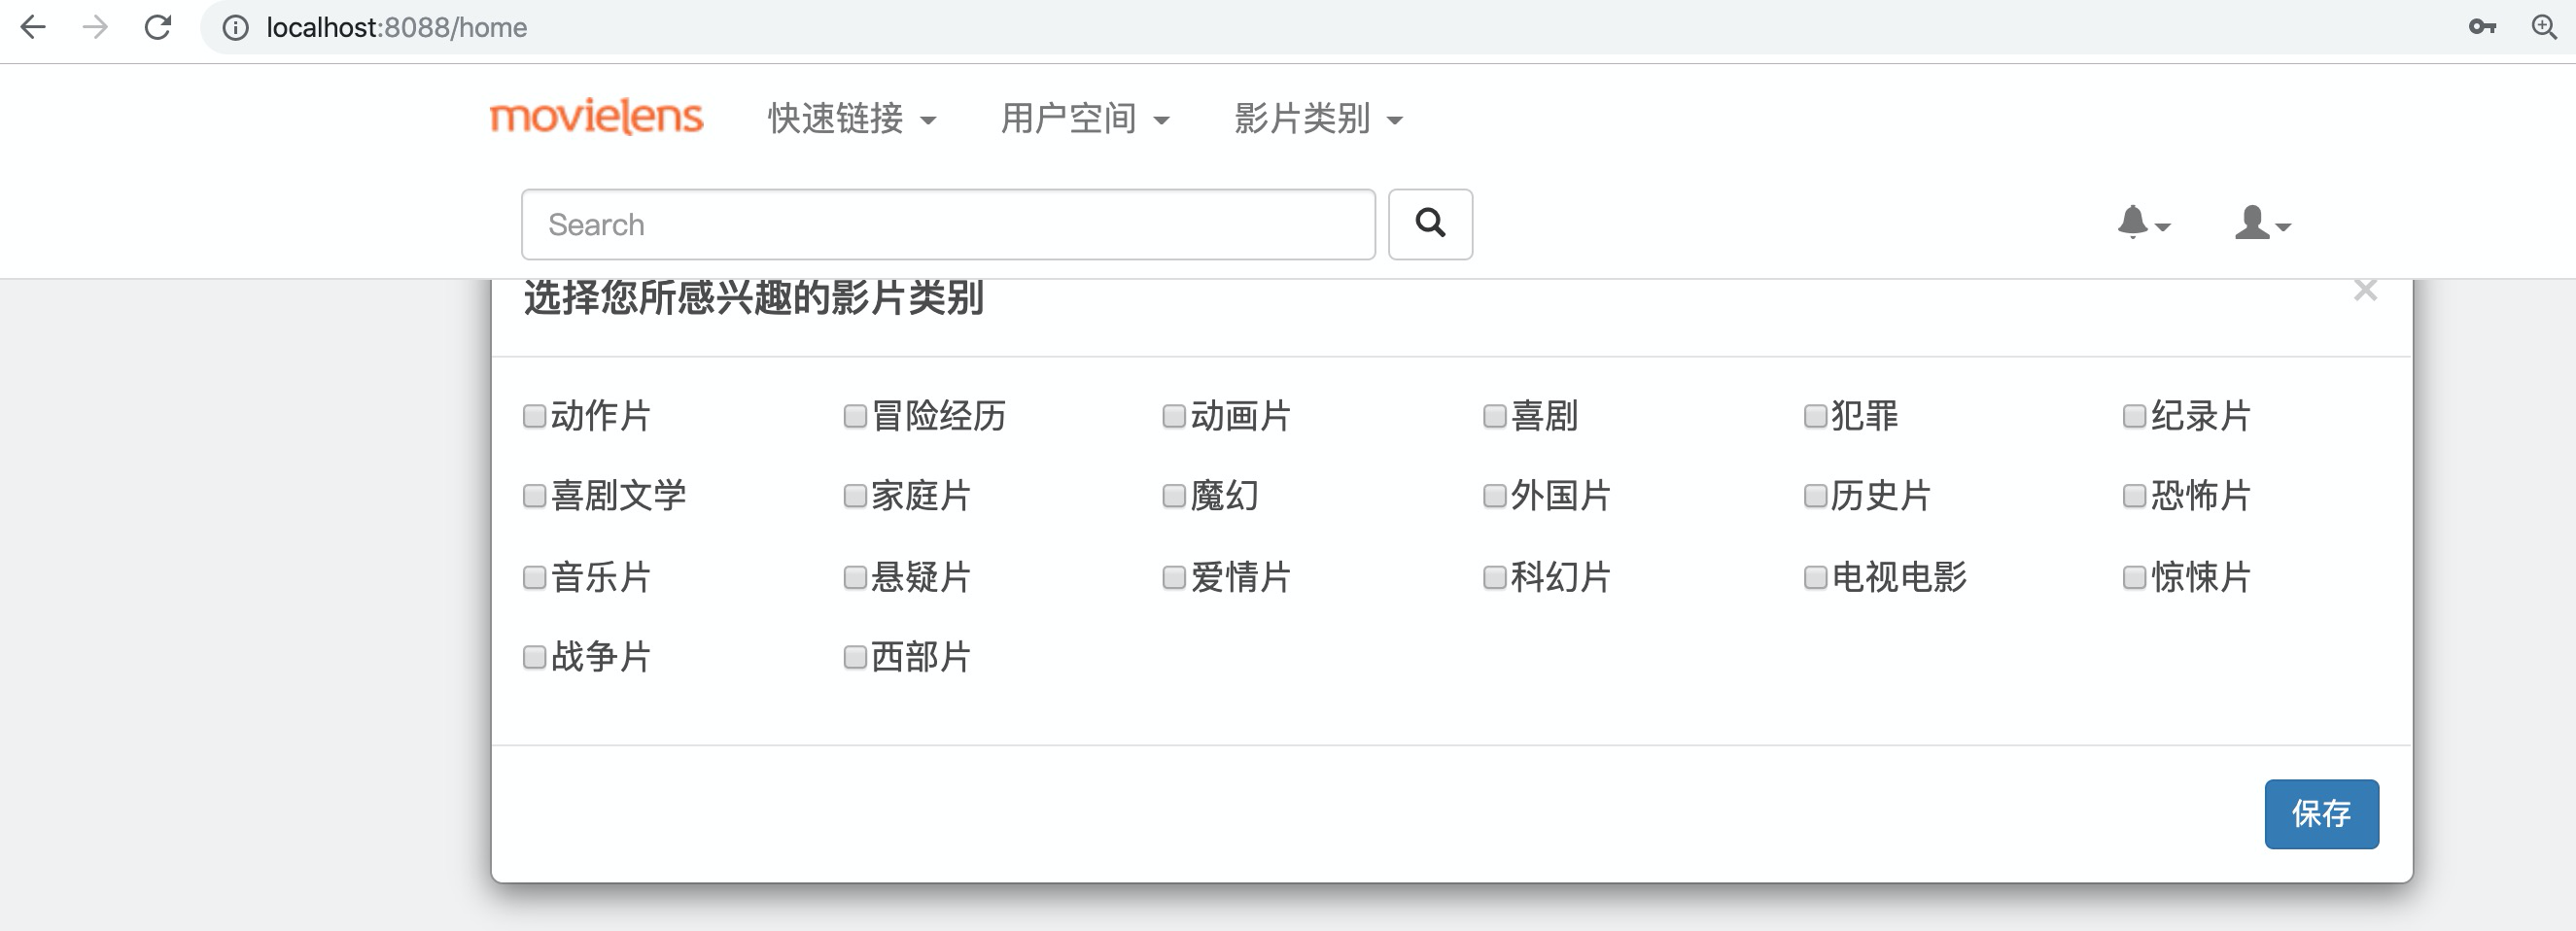 localhost:8088/home
movielens 快速链接 用户空间 影片类别
Search
选择您所感兴趣的影片类别 ×
动作片 冒险经历 动画片 喜剧 犯罪 纪录片
喜剧文学 家庭片 魔幻 外国片 历史片 恐怖片
音乐片 悬疑片 爱情片 科幻片 电视电影 惊悚片
战争片 西部片
保存